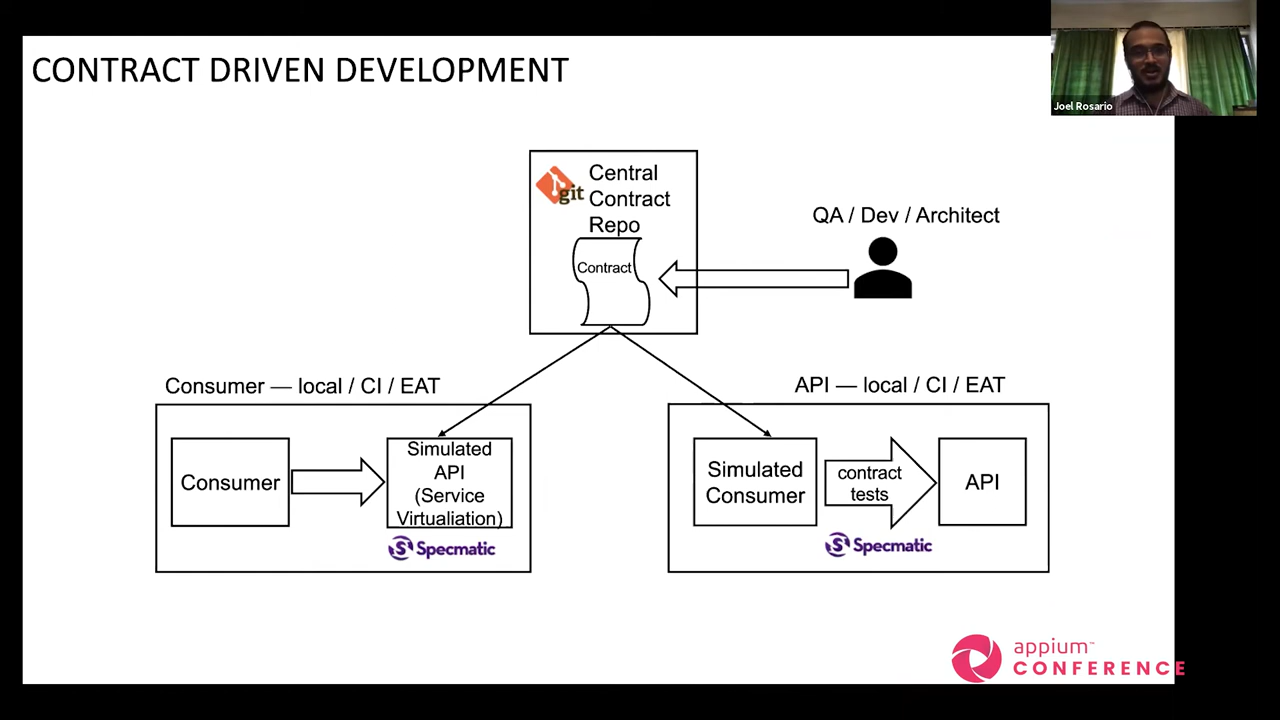 CONTRACT DRIVEN DEVELOPMENT
Joel Rosario
git
Central
Contract
Repo
Contract
QA / Dev / Architect
Consumer — local / CI / EAT
API — local / CI / EAT
Consumer
Simulated
API
(Service
Virtualiation)
Specmatic
Simulated
Consumer
contract
tests
API
Specmatic
appium™
CONFERENCE